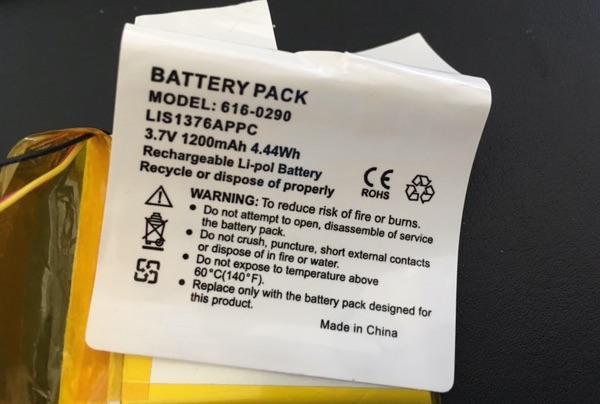 BATTERY PACK
MODEL: 616-0290
LIS1376APPC
3.7V 1200mAh 4.44Wh
Rechargeable Li-pol Battery
Recycle or dispose of properly
CE
ROHS
WARNING: To reduce risk of fire or burns.
• Do not attempt to open, disassemble of service
the battery pack.
• Do not crush, puncture, short external contacts
or dispose of in fire or water.
• Do not expose to temperature above
60°C(140°F).
• Replace only with the battery pack designed for
this product.
Made in China